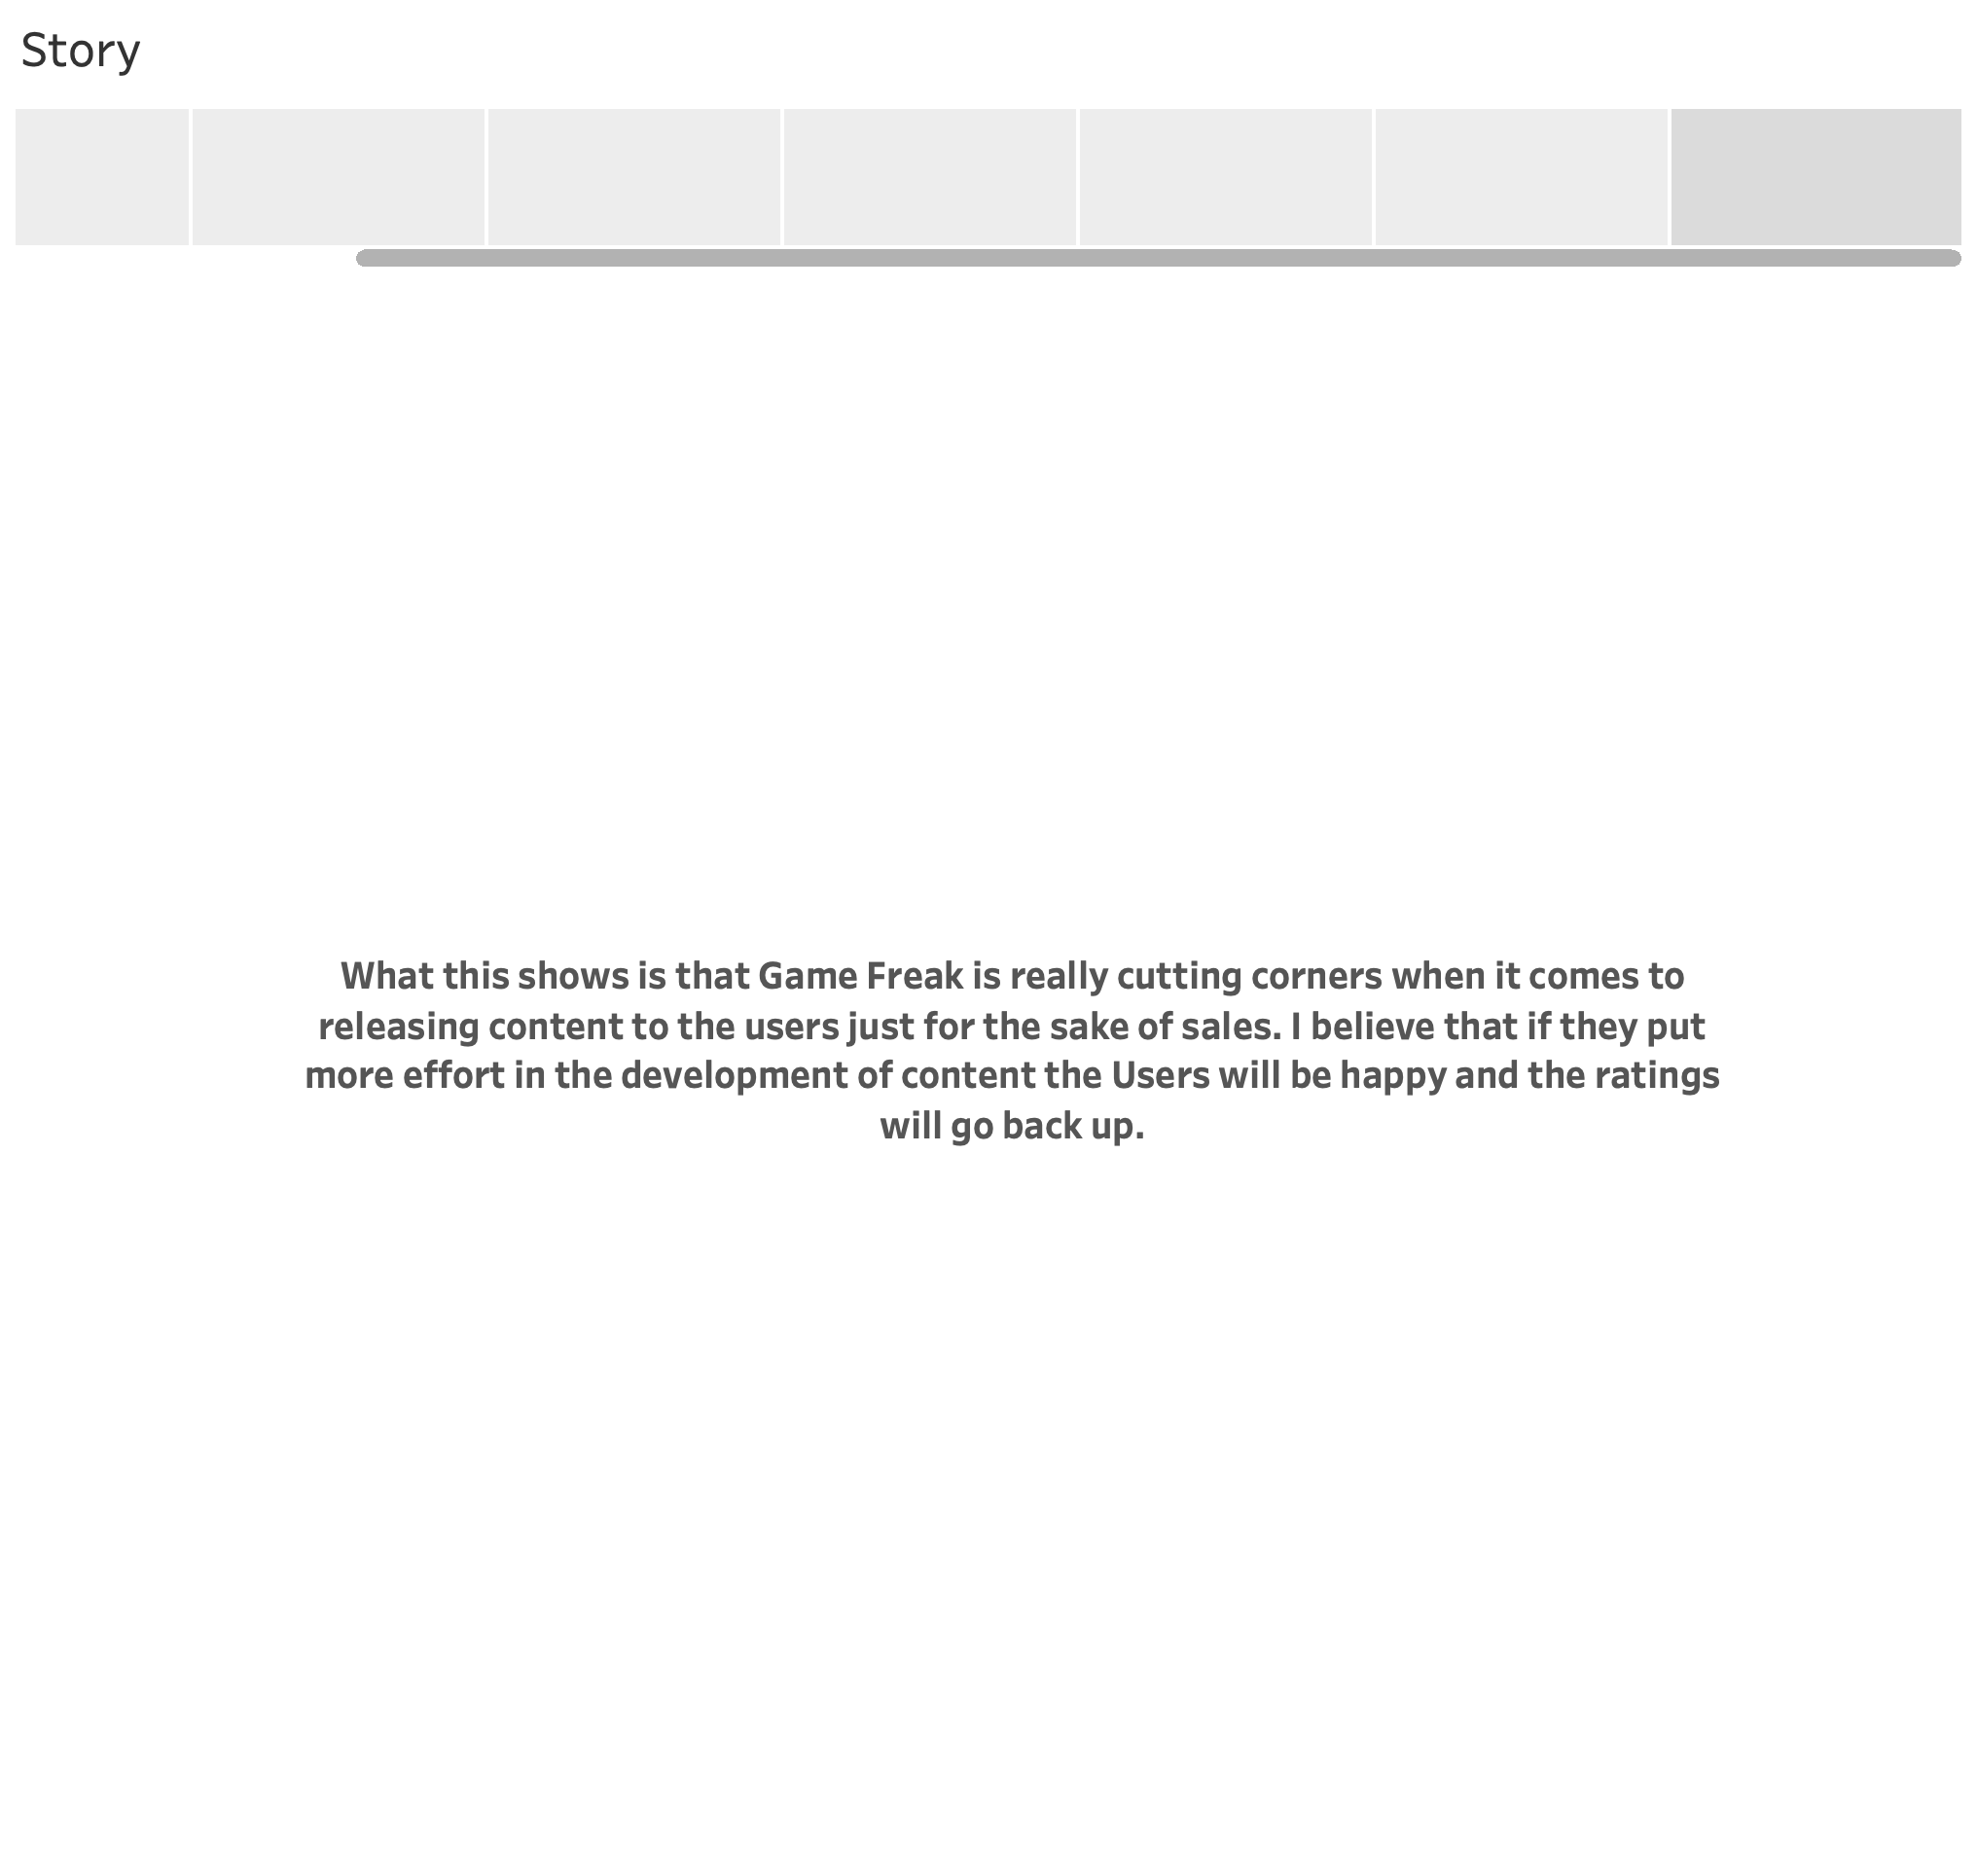 Story
What this shows is that Game Freak is really cutting corners when it comes to
releasing content to the users just for the sake of sales. I believe that if they put
more effort in the development of content the Users will be happy and the ratings
will go back up.